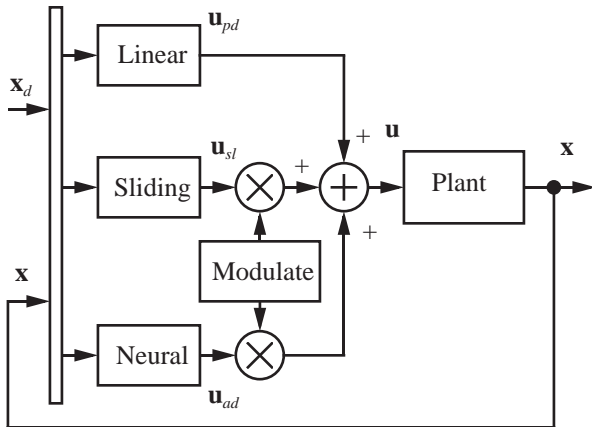 u_pd
Linear
x_d
+
u
x
u_sl
+
Sliding
Plant
+
x
Modulate
Neural
u_ad